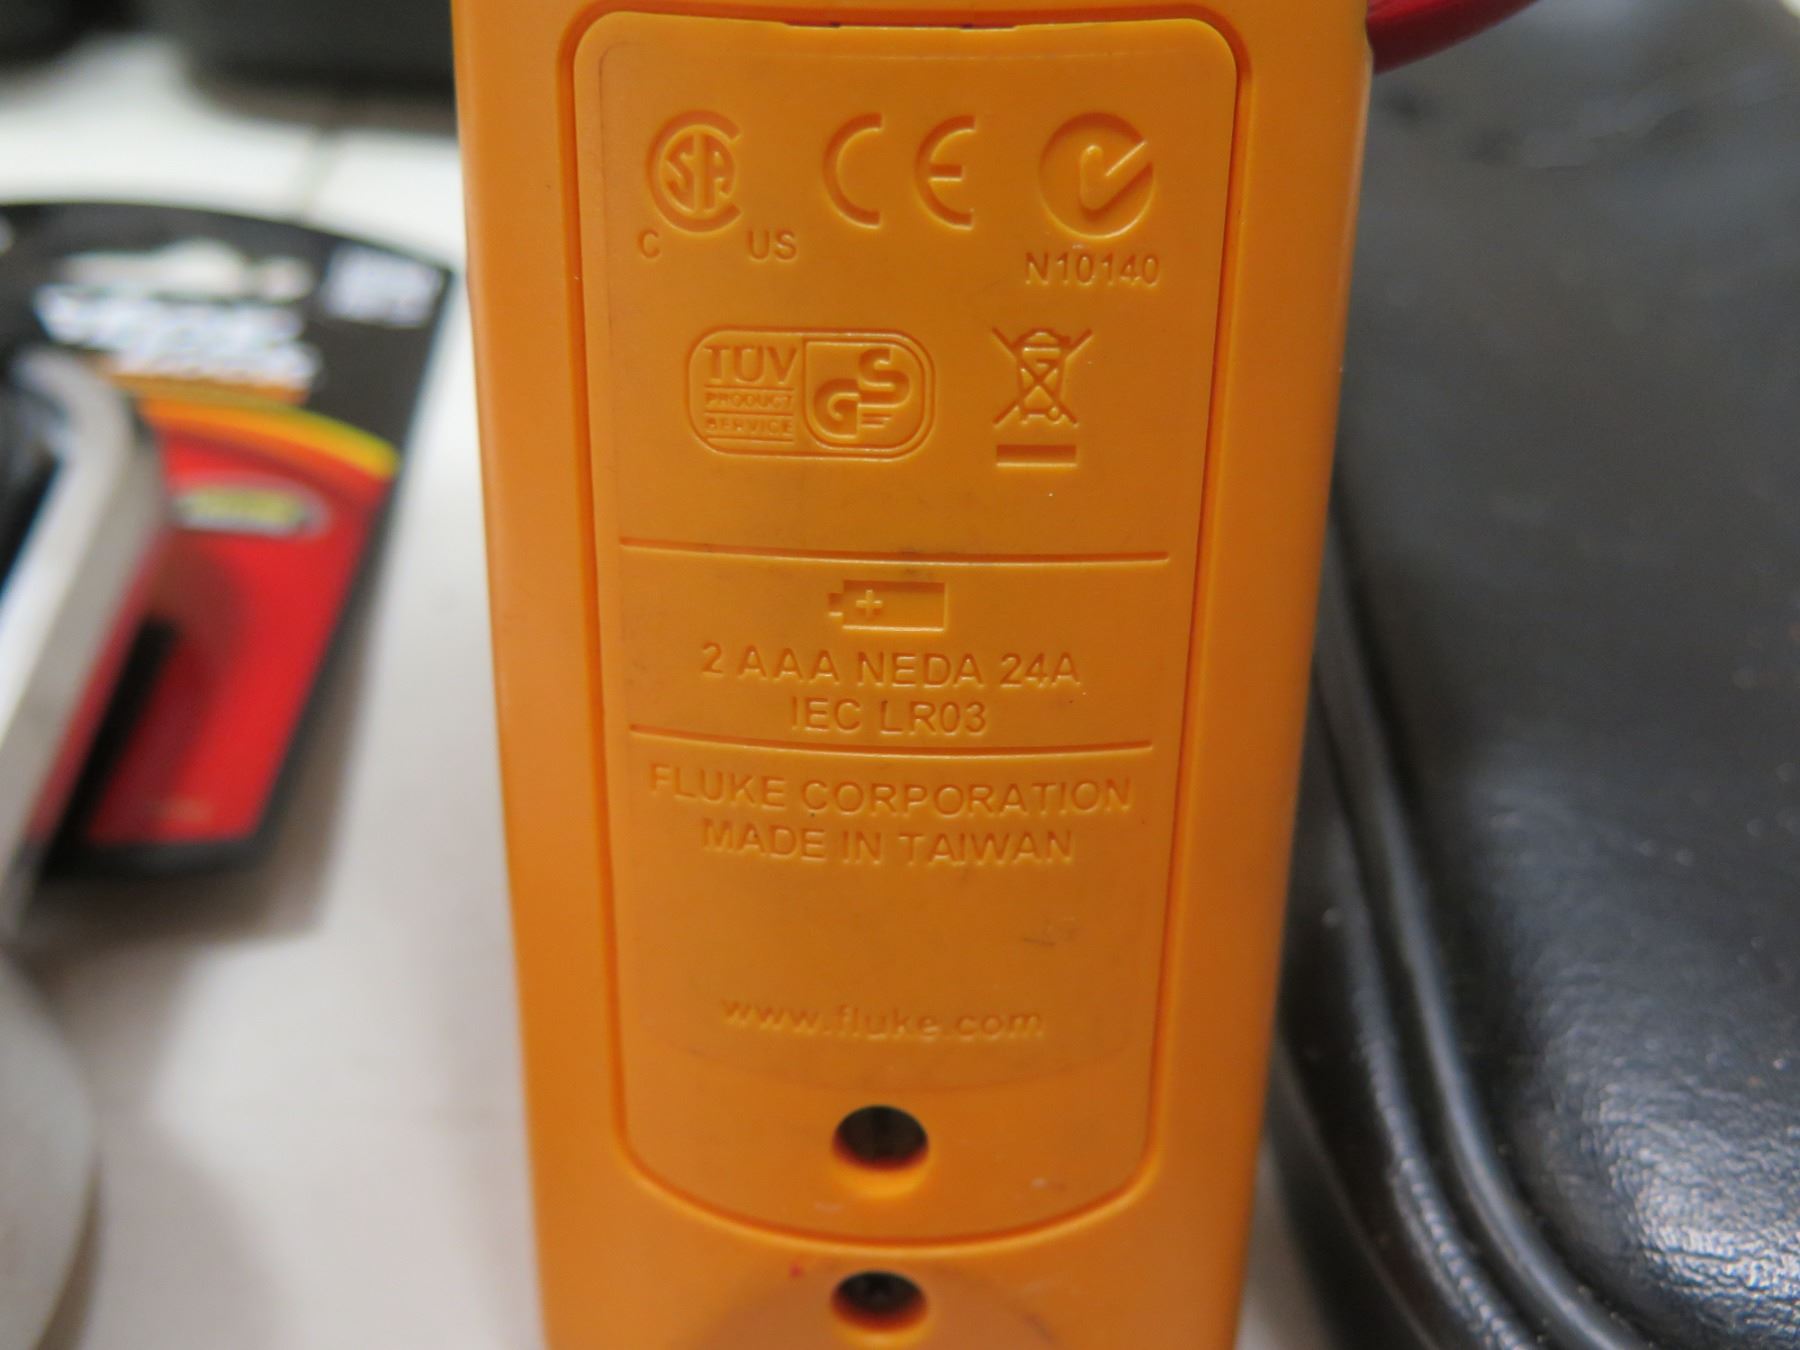 C US
N10140
TÜV
PRODUCT
SERVICE
GS
2 AAA NEDA 24A
IEC LR03
FLUKE CORPORATION
MADE IN TAIWAN
www.fluke.com